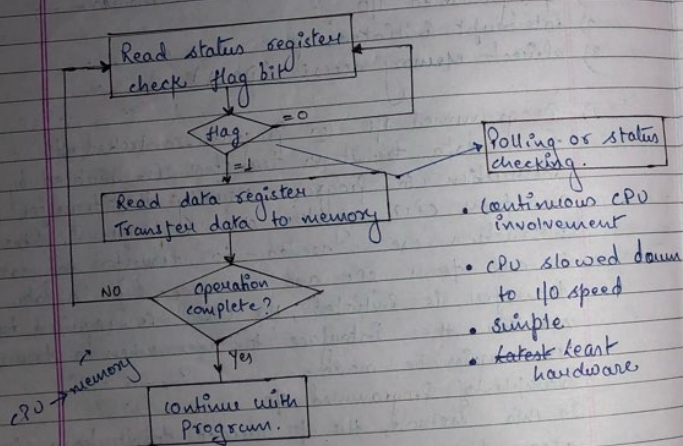 Read status register
check flag bit
flag.
=0
=1
Polling or status
checking.
Read data register
Transfer data to memory
• Continuous CPU
involvement
• CPU slowed down
to I/O speed
• simple
• Latest Least
hardware
operation
complete?
NO
Yes
CPU → memory
continue with
Program.